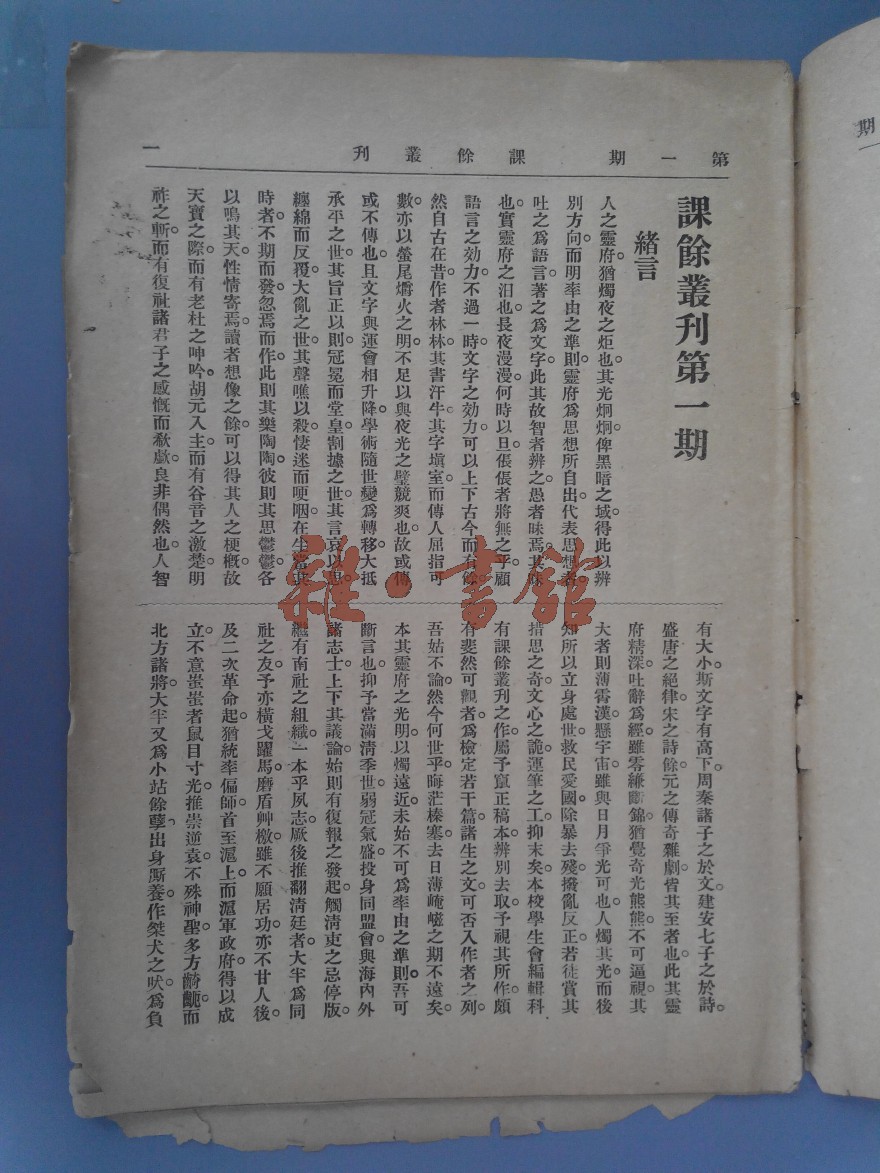 第一期 課餘叢刊 一
課餘叢刊第一期
緒言
人之靈府。猶燭夜之炬也。其光炯炯。俾黑暗之域。得此以辨
別方向。而明率由之準則。靈府爲思想所自出。代表思想者。
吐之爲語言。著之爲文字。此其故智者辨之。愚者昧焉。其昧
也。實靈府之汨也。長夜漫漫。何時以旦。倀倀者將無之乎。顧
語言之効力。不過一時。文字之効力。可以上下古今而有餘。
然自古在昔。作者林林。其書汗牛。其字塡室。而傳人屈指可
數。亦以螢尾爝火之明。不足以與夜光之璧競爽也。故或傳
或不傳也。且文字與運會相升降。學術隨世變爲轉移。大抵
承平之世。其旨正以則。冠冕而堂皇。割據之世。其言哀以思。
纏綿而反覆。大亂之世。其聲噍以殺。悽迷而哽咽。在生當其
時者。不期而發。忽焉而作。此則其樂陶陶。彼則其思鬱鬱。各
以鳴其天性情寄焉。讀者想像之餘。可以得其人之梗槪。故
天寶之際。而有老杜之呻吟。胡元入主。而有谷音之激楚。明
祚之斬。而有復社諸君子之感慨而欷歔。良非偶然也。人智
有大小。斯文字有高下。周秦諸子之於文。建安七子之於詩。
盛唐之絕律。宋之詩餘。元之傳奇雜劇。皆其至者也。此其靈
府精深。吐辭爲經。雖零縑斷錦。猶覺奇光熊熊。不可逼視。其
大者則薄霄漢。懸宇宙。雖與日月爭光可也。人燭其光。而後
知所以立身處世。救民愛國。除暴去殘。撥亂反正。若徒賞其
措思之奇。文心之詭。運筆之工。抑末矣。本校學生會編輯科
有課餘叢刊之作。屬予竄正稿本。辨別去取。予視其所作。頗
有斐然可觀者。爲檢定若干篇。諸生之文。可否入作者之列。
吾姑不論。然今何世乎。晦茫榛塞。去日薄崦嵫之期不遠矣。
本其靈府之光明。以燭遠近。未始不可爲率由之準則。吾可
斷言也。抑予當滿淸季世。弱冠氣盛。投身同盟會。與海內外
諸志士上下其議論。始則有復報之發起。觸淸吏之忌停版。
繼有南社之組織。一本乎夙志。厥後推翻淸廷者。大半爲同
社之友。予亦橫戈躍馬。磨盾艸檄。雖不願居功。亦不甘人後。
及二次革命起。猶統率偏師。首至滬上。而滬軍政府得以成
立。不意蚩蚩者鼠目寸光。推崇逆袁。不殊神聖。多方齮齕。而
北方諸將。大半又爲小站餘孽。出身厮養。作桀犬之吠。爲負
雜·書館